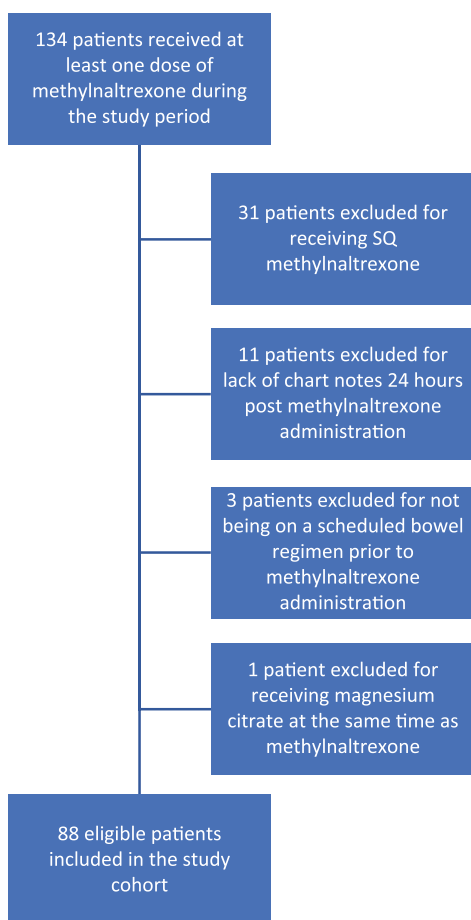 134 patients received at
least one dose of
methylnaltrexone during
the study period
31 patients excluded for
receiving SQ
methylnaltrexone
11 patients excluded for
lack of chart notes 24 hours
post methylnaltrexone
administration
3 patients excluded for not
being on a scheduled bowel
regimen prior to
methylnaltrexone
administration
1 patient excluded for
receiving magnesium
citrate at the same time as
methylnaltrexone
88 eligible patients
included in the study
cohort